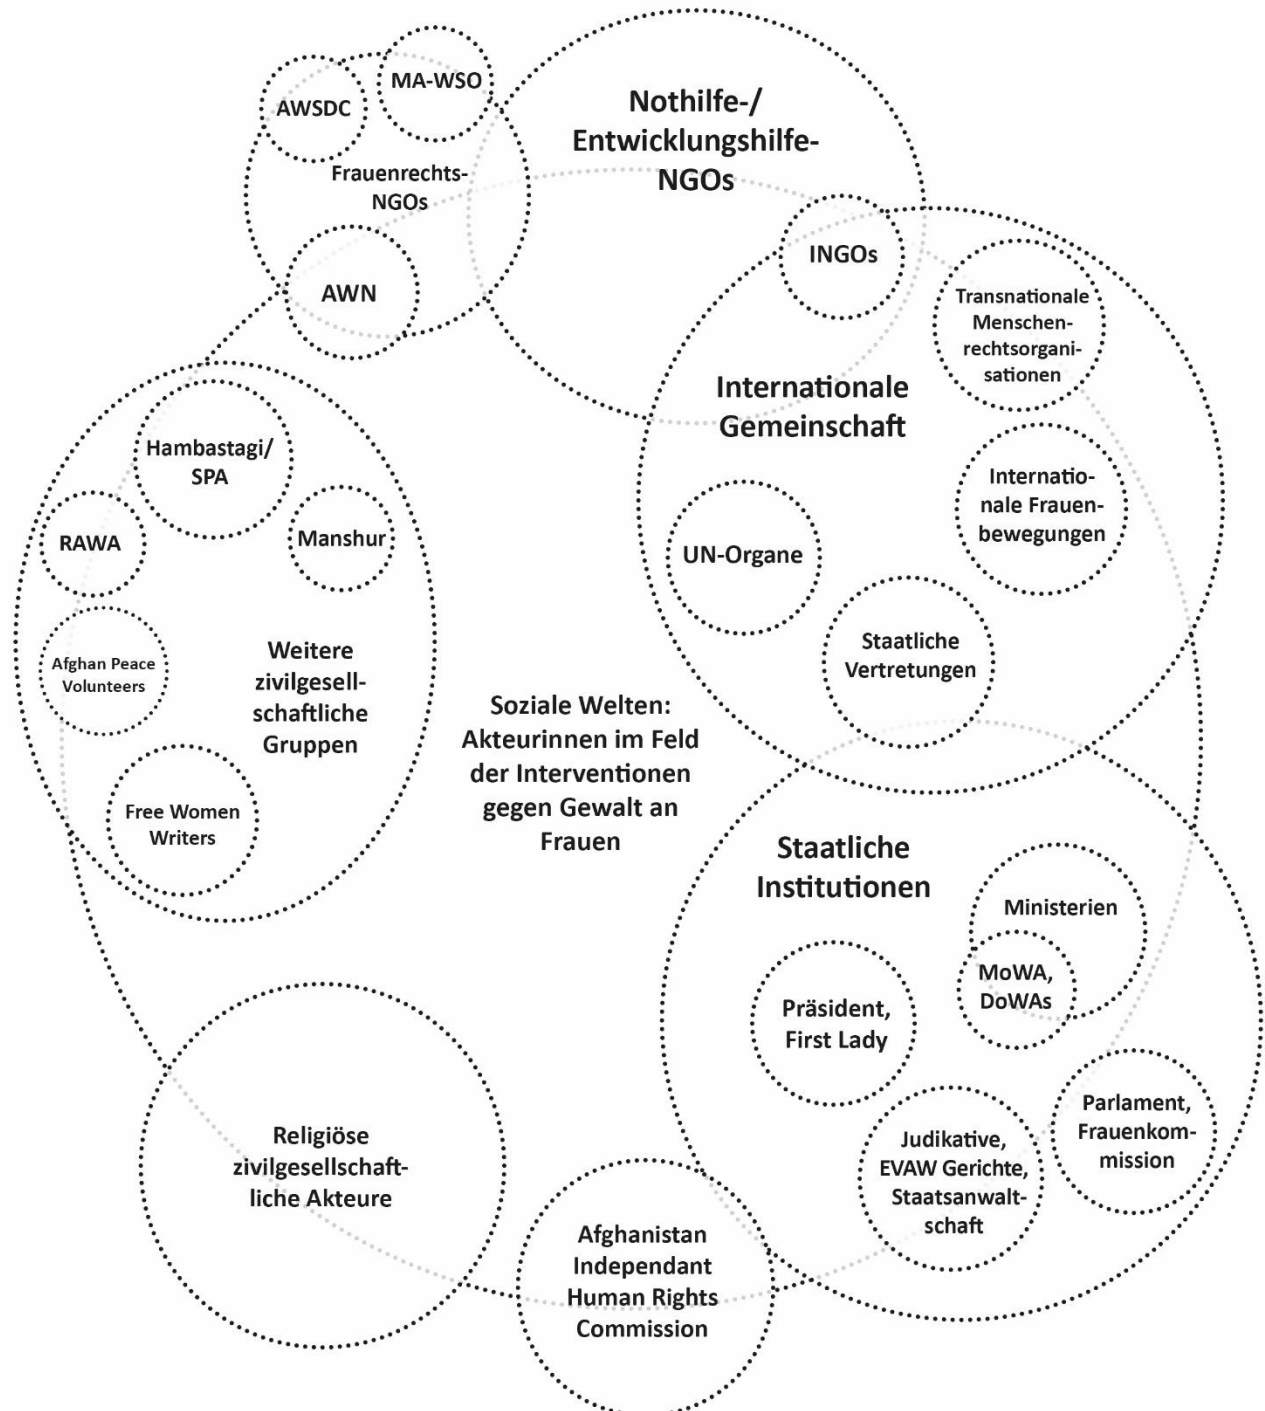 MA-WSO
AWSDC
Frauenrechts-
NGOs
AWN
Nothilfe-/
Entwicklungshilfe-
NGOs
INGOs
Transnationale
Menschen-
rechtsorgani-
sationen
Internationale
Gemeinschaft
Internatio-
nale Frauen-
bewegungen
UN-Organe
Staatliche
Vertretungen
Hambastagi/
SPA
RAWA
Manshur
Afghan Peace
Volunteers
Weitere
zivilgesell-
schaftliche
Gruppen
Free Women
Writers
Soziale Welten:
Akteurinnen im Feld
der Interventionen
gegen Gewalt an
Frauen
Staatliche
Institutionen
Ministerien
MoWA,
DoWAs
Präsident,
First Lady
Parlament,
Frauenkom-
mission
Judikative,
EVAW Gerichte,
Staatsanwalt-
schaft
Religiöse
zivilgesellschaft-
liche Akteure
Afghanistan
Independant
Human Rights
Commission